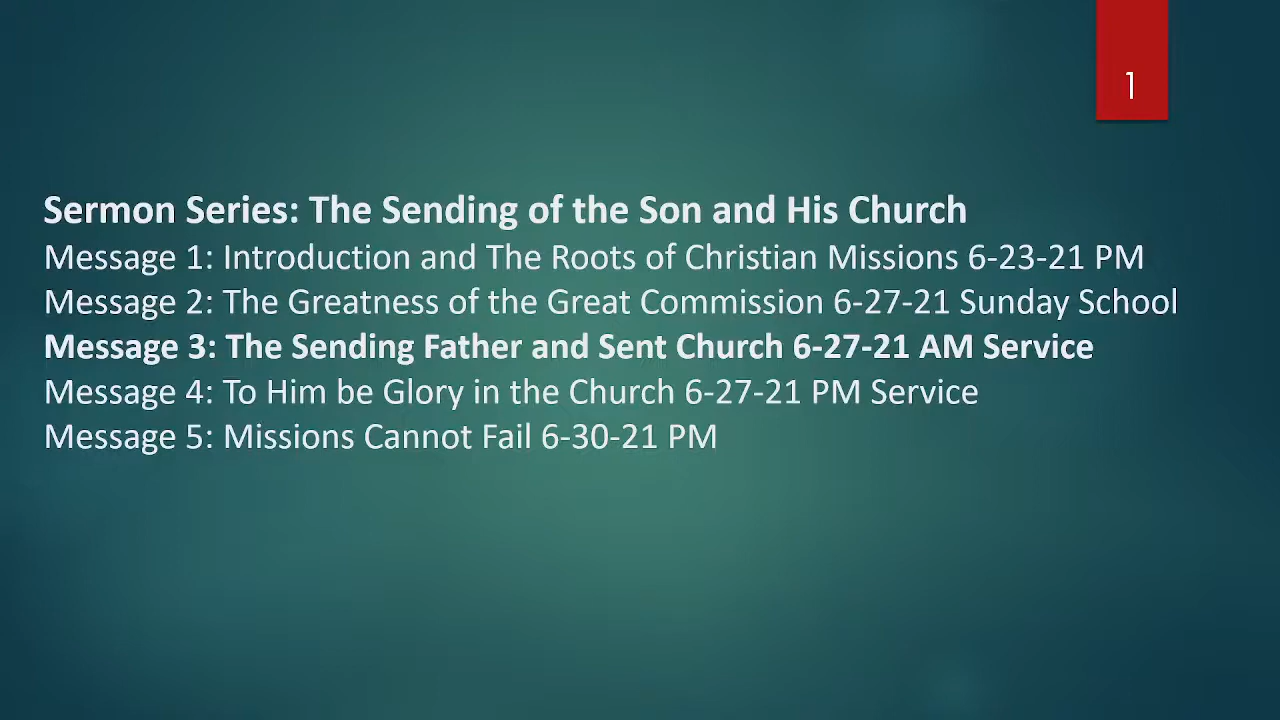 1
Sermon Series: The Sending of the Son and His Church
Message 1: Introduction and The Roots of Christian Missions 6-23-21 PM
Message 2: The Greatness of the Great Commission 6-27-21 Sunday School
Message 3: The Sending Father and Sent Church 6-27-21 AM Service
Message 4: To Him be Glory in the Church 6-27-21 PM Service
Message 5: Missions Cannot Fail 6-30-21 PM